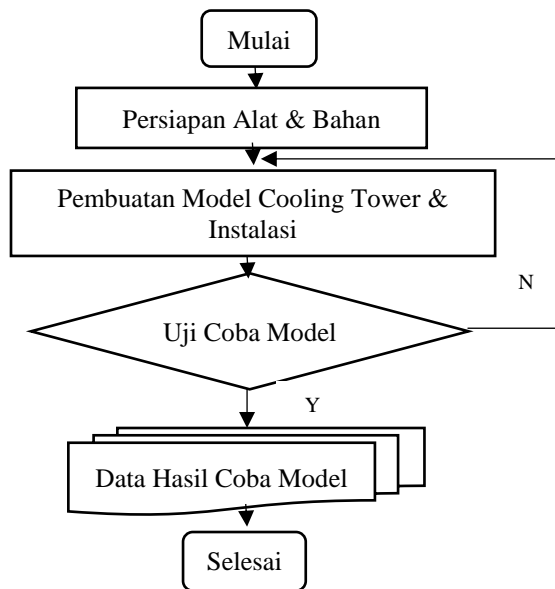 Mulai
Persiapan Alat & Bahan
Pembuatan Model Cooling Tower &
Instalasi
N
Uji Coba Model
Y
Data Hasil Coba Model
Selesai